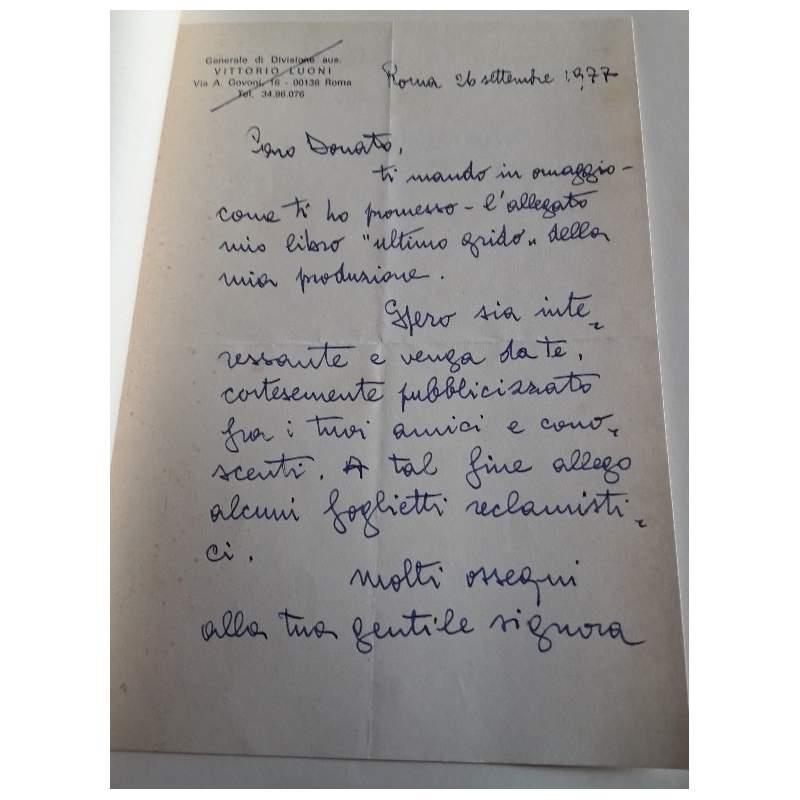 Generale di Divisione aus.
VITTORIO LUONI
Via A. Govoni, 16 - 00136 Roma
Tel. 34.96.076
Roma 26 settembre 1977
Caro Donato,
ti mando in omaggio -
come ti ho promesso - l'allegato
mio libro "ultimo grido" della
mia produzione.
Spero sia inte-
ressante e venga da te,
cortesemente pubblicizzato
fra i tuoi amici e cono-
scenti. A tal fine allego
alcuni foglietti reclamisti-
ci.
Molti ossequi
alla tua gentile signora